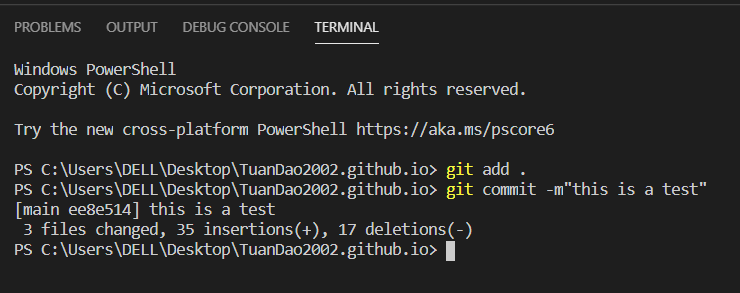 PROBLEMS OUTPUT DEBUG CONSOLE TERMINAL
Windows PowerShell
Copyright (C) Microsoft Corporation. All rights reserved.
Try the new cross-platform PowerShell https://aka.ms/pscore6
PS C:\Users\DELL\Desktop\TuanDao2002.github.io> git add .
PS C:\Users\DELL\Desktop\TuanDao2002.github.io> git commit -m"this is a test"
[main ee8e514] this is a test
 3 files changed, 35 insertions(+), 17 deletions(-)
PS C:\Users\DELL\Desktop\TuanDao2002.github.io>